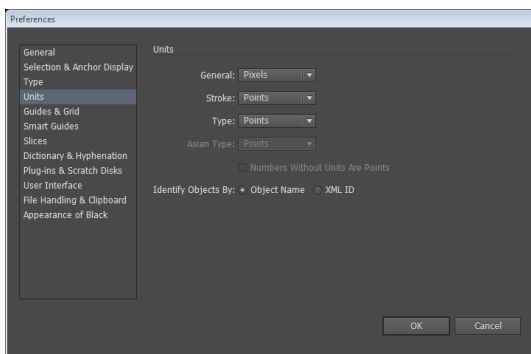 Preferences
General
Selection & Anchor Display
Type
Units
Guides & Grid
Smart Guides
Slices
Dictionary & Hyphenation
Plug-ins & Scratch Disks
User Interface
File Handling & Clipboard
Appearance of Black
Units
General: Pixels
Stroke: Points
Type: Points
Asian Type: Points
Numbers Without Units Are Points
Identify Objects By: Object Name XML ID
OK Cancel